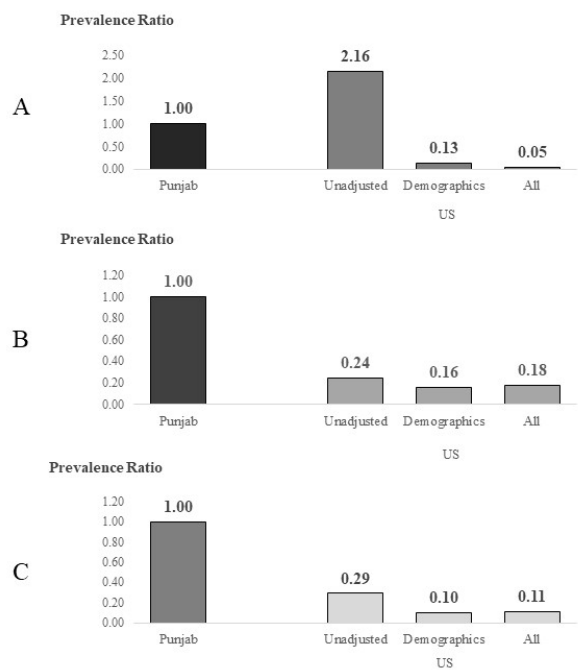 Prevalence Ratio
A
2.50
2.00
1.50
1.00
0.50
0.00
1.00
2.16
0.13
0.05
Punjab
Unadjusted
Demographics
All
US
Prevalence Ratio
B
1.20
1.00
0.80
0.60
0.40
0.20
0.00
1.00
0.24
0.16
0.18
Punjab
Unadjusted
Demographics
All
US
Prevalence Ratio
C
1.20
1.00
0.80
0.60
0.40
0.20
0.00
1.00
0.29
0.10
0.11
Punjab
Unadjusted
Demographics
All
US